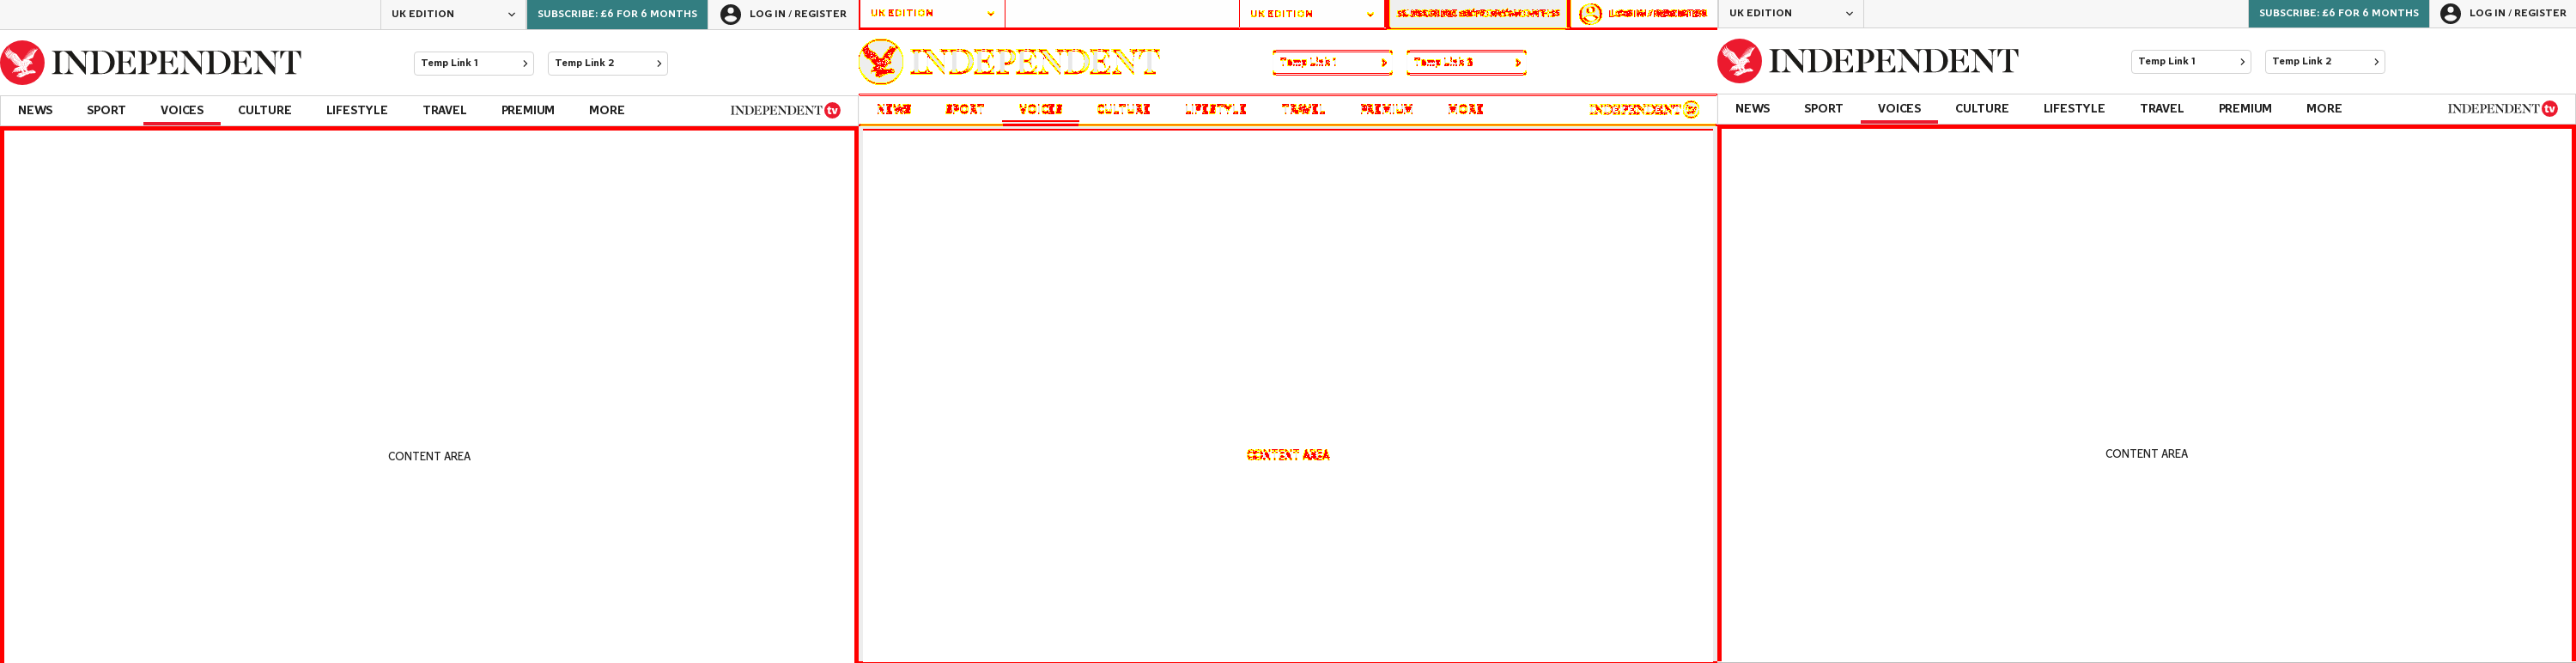 UK EDITION SUBSCRIBE: £6 FOR 6 MONTHS LOG IN / REGISTER
INDEPENDENT Temp Link 1 Temp Link 2
NEWS SPORT VOICES CULTURE LIFESTYLE TRAVEL PREMIUM MORE INDEPENDENT tv
CONTENT AREA
UK EDITION UK EDITION SUBSCRIBE: £6 FOR 6 MONTHS LOG IN / REGISTER
INDEPENDENT Temp Link 1 Temp Link 2
NEWS SPORT VOICES CULTURE LIFESTYLE TRAVEL PREMIUM MORE INDEPENDENT
CONTENT AREA
UK EDITION SUBSCRIBE: £6 FOR 6 MONTHS LOG IN / REGISTER
INDEPENDENT Temp Link 1 Temp Link 2
NEWS SPORT VOICES CULTURE LIFESTYLE TRAVEL PREMIUM MORE INDEPENDENT tv
CONTENT AREA